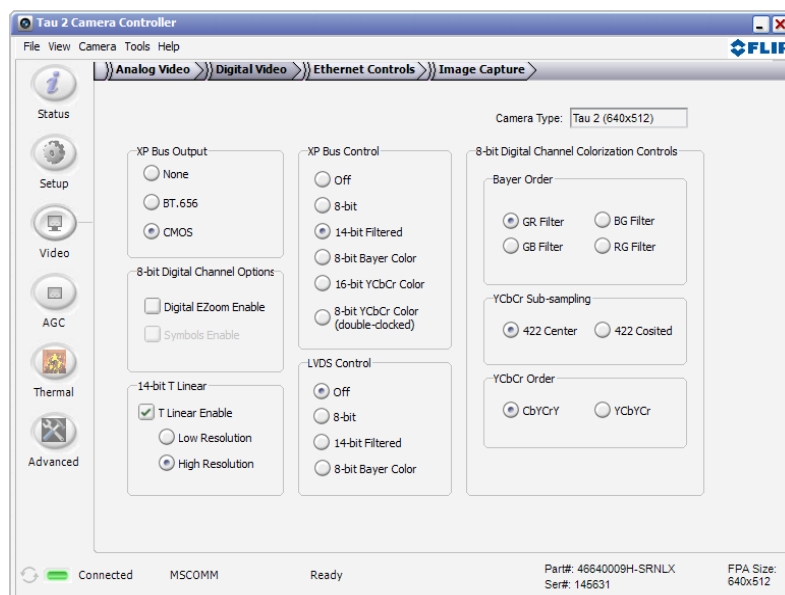 Tau 2 Camera Controller
File View Camera Tools Help
FLIR
Analog Video Digital Video Ethernet Controls Image Capture
Status
Setup
Video
AGC
Thermal
Advanced
Camera Type: Tau 2 (640x512)
XP Bus Output
None
BT.656
CMOS
8-bit Digital Channel Options
Digital EZoom Enable
Symbols Enable
14-bit T Linear
T Linear Enable
Low Resolution
High Resolution
XP Bus Control
Off
8-bit
14-bit Filtered
8-bit Bayer Color
16-bit YCbCr Color
8-bit YCbCr Color
(double-clocked)
LVDS Control
Off
8-bit
14-bit Filtered
8-bit Bayer Color
8-bit Digital Channel Colorization Controls
Bayer Order
GR Filter BG Filter
GB Filter RG Filter
YCbCr Sub-sampling
422 Center 422 Cosited
YCbCr Order
CbYCrY YCbYCr
Connected MSCOMM Ready
Part#: 46640009H-SRNLX
Ser#: 145631
FPA Size:
640x512